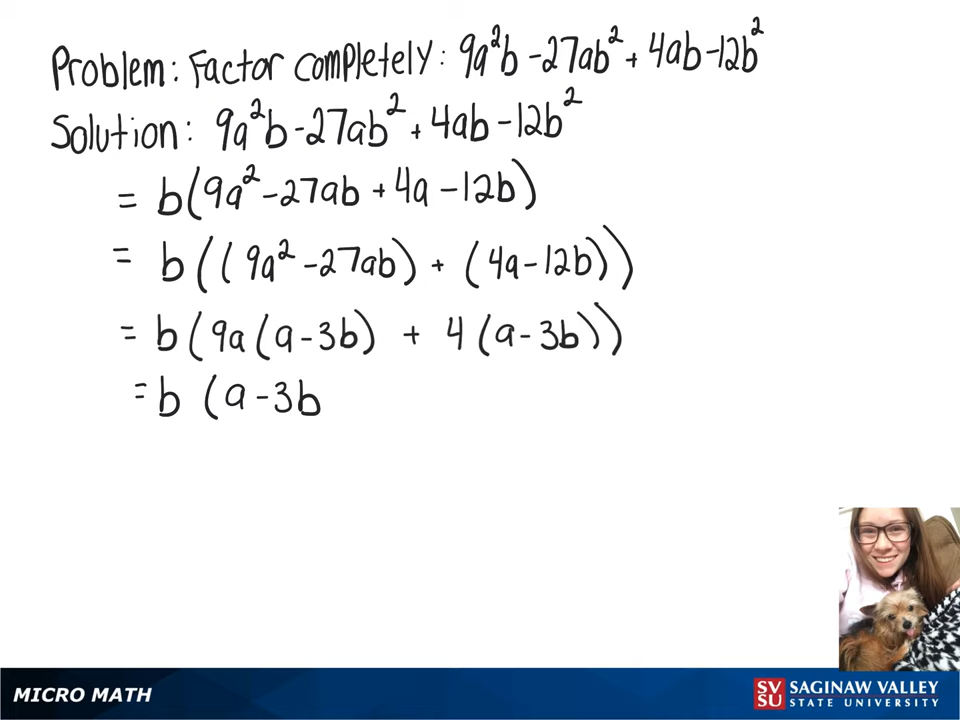 Problem: Factor completely: 9a²b - 27ab² + 4ab - 12b²
Solution: 9a²b - 27ab² + 4ab - 12b²
= b(9a² - 27ab + 4a - 12b)
= b((9a² - 27ab) + (4a - 12b))
= b(9a(a - 3b) + 4(a - 3b))
= b(a - 3b
MICRO MATH
SV SU SAGINAW VALLEY
STATE UNIVERSITY